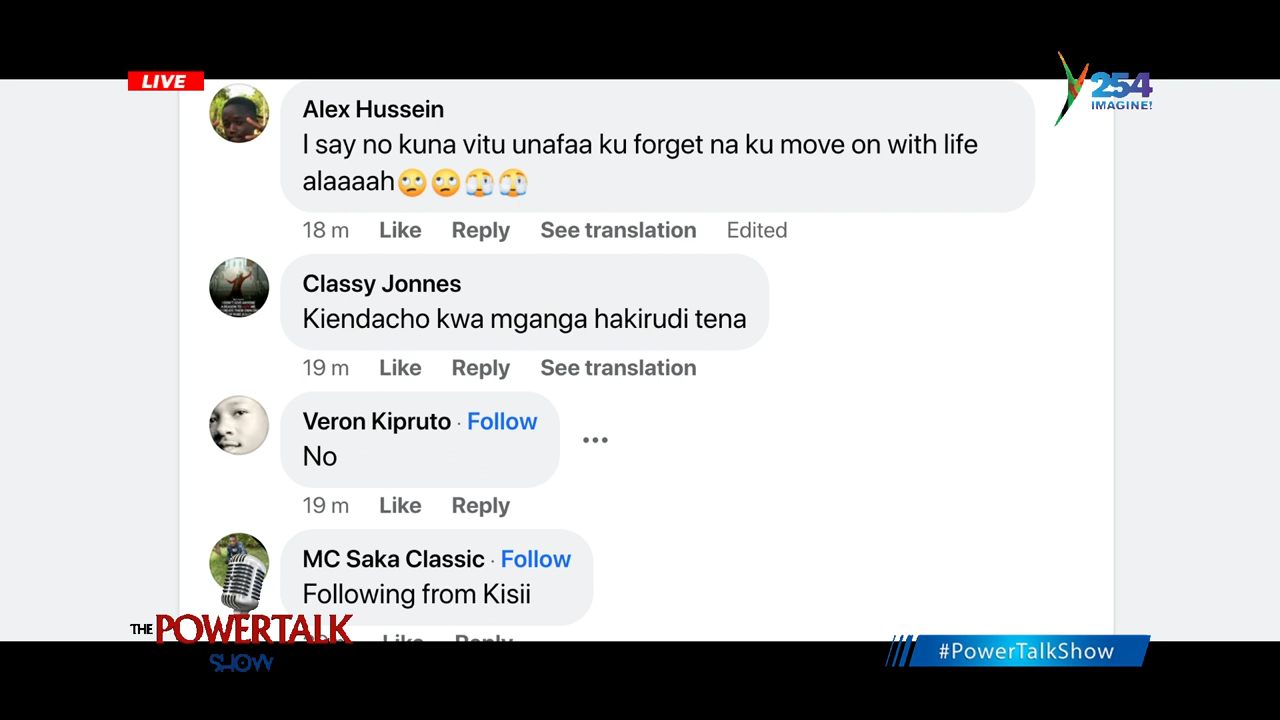 LIVE
254
IMAGINE!
Alex Hussein
I say no kuna vitu unafaa ku forget na ku move on with life
alaaaah🙄🙄🫣🫣
18 m Like Reply See translation Edited
Classy Jonnes
Kiendacho kwa mganga hakirudi tena
19 m Like Reply See translation
Veron Kipruto · Follow
No
19 m Like Reply
MC Saka Classic · Follow
Following from Kisii
Like Reply
THE POWERTALK
SHOW
#PowerTalkShow